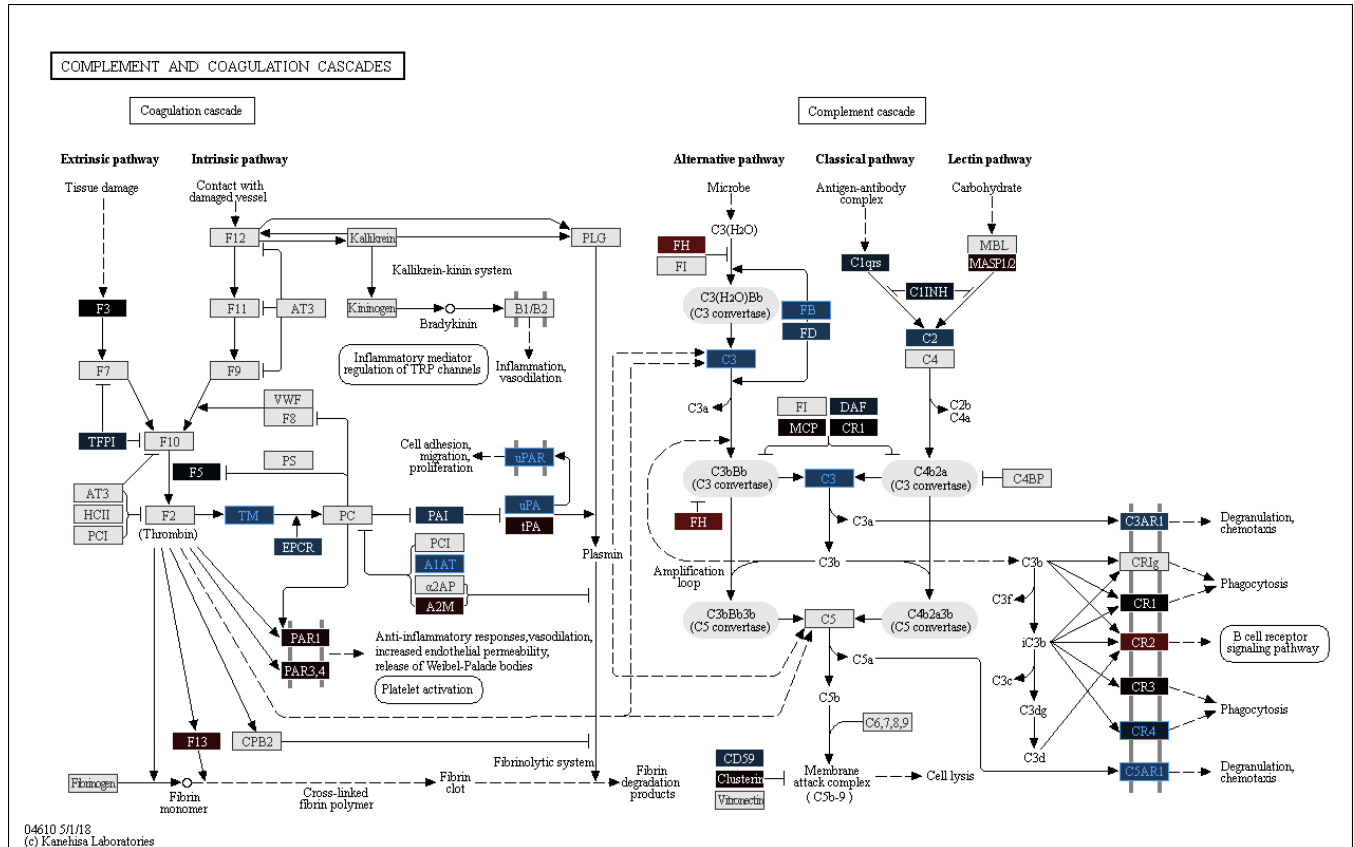 COMPLEMENT AND COAGULATION CASCADES
Coagulation cascade
Complement cascade
Extrinsic pathway
Intrinsic pathway
Alternative pathway
Classical pathway
Lectin pathway
Tissue damage
Contact with
damaged vessel
Microbe
Antigen-antibody
complex
Carbohydrate
F12
Kallikrein
PLG
C3(H2O)
FH
FI
MBL
MASP1/2
C1qrs
Kallikrein-kinin system
C1INH
F3
F11
AT3
Kininogen
Bradykinin
B1/B2
C3(H2O)Bb
(C3 convertase)
FB
FD
C2
C4
Inflammatory mediator
regulation of TRP channels
Inflammation,
vasodilation
C3
F7
F9
VWF
F8
C3a
FI
DAF
MCP
CR1
C2b
C4a
TFPI
F10
Cell adhesion,
migration,
proliferation
uPAR
F5
PS
C3bBb
(C3 convertase)
C3
C4b2a
(C3 convertase)
C4BP
AT3
HCII
PCI
F2
(Thrombin)
TM
EPCR
PC
PAI
uPA
tPA
FH
C3a
C3AR1
Degranulation,
chemotaxis
PCI
A1AT
α2AP
A2M
Plasmin
Amplification
loop
C3b
C3b
CRIg
Phagocytosis
C3f
CR1
C3bBb3b
(C5 convertase)
C5
C4b2a3b
(C5 convertase)
iC3b
CR2
B cell receptor
signaling pathway
PAR1
PAR3,4
Anti-inflammatory responses,vasodilation,
increased endothelial permeability,
release of Weibel-Palade bodies
Platelet activation
C5a
C3c
CR3
C5b
C3dg
Phagocytosis
C6,7,8,9
CR4
F13
CPB2
C3d
Fibrinolytic system
CD59
Clusterin
Vitronectin
Membrane
attack complex
( C5b-9 )
Cell lysis
C5AR1
Degranulation,
chemotaxis
Fibrinogen
Fibrin
monomer
Cross-linked
fibrin polymer
Fibrin
clot
Fibrin
degradation
products
04610 5/1/18
(c) Kanehisa Laboratories